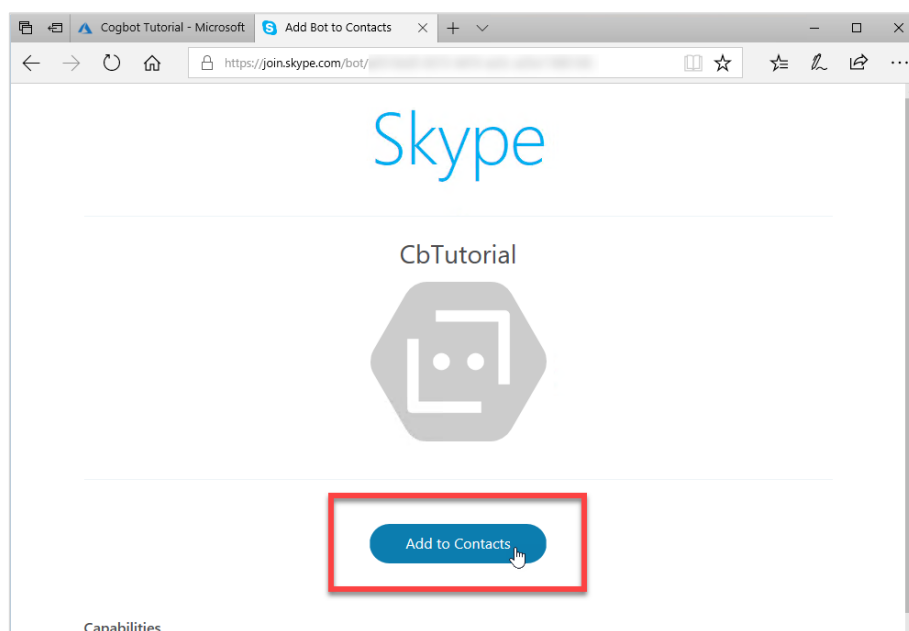 Cogbot Tutorial - Microsoft
Add Bot to Contacts
https://join.skype.com/bot/
Skype
CbTutorial
Add to Contacts
Capabilities